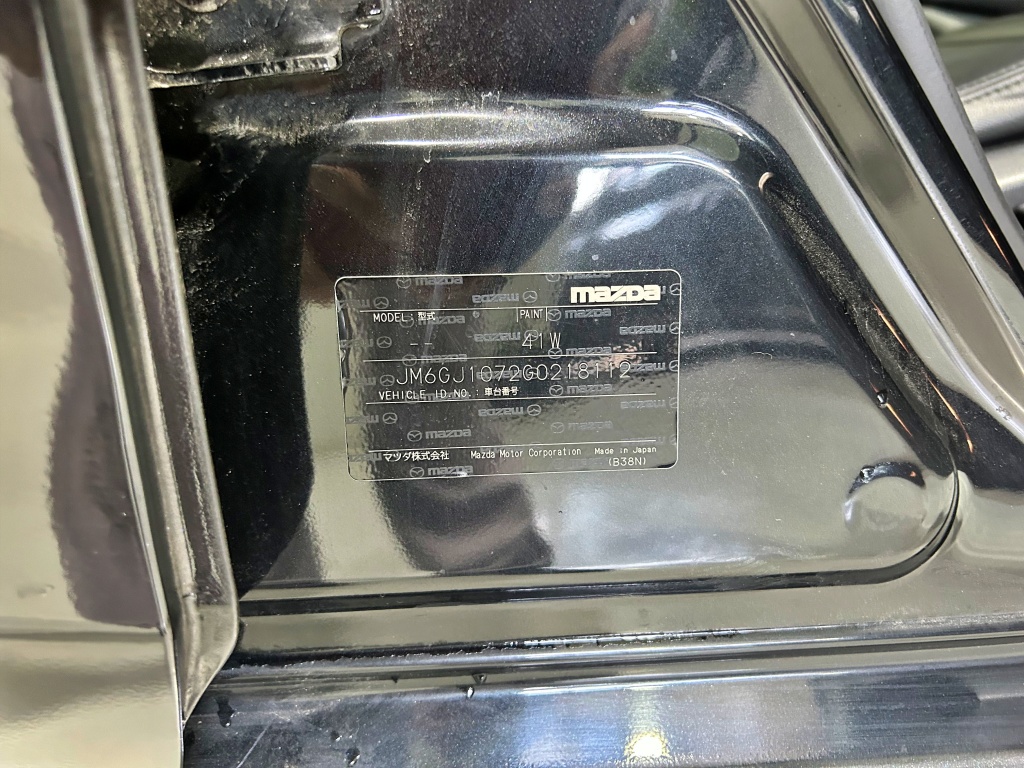 mazda
MODEL:型式 PAINT
-- 41W
JM6GJ1072G0218112
VEHICLE ID.NO.:車台番号
マツダ株式会社 Mazda Motor Corporation Made in Japan
(B38N)